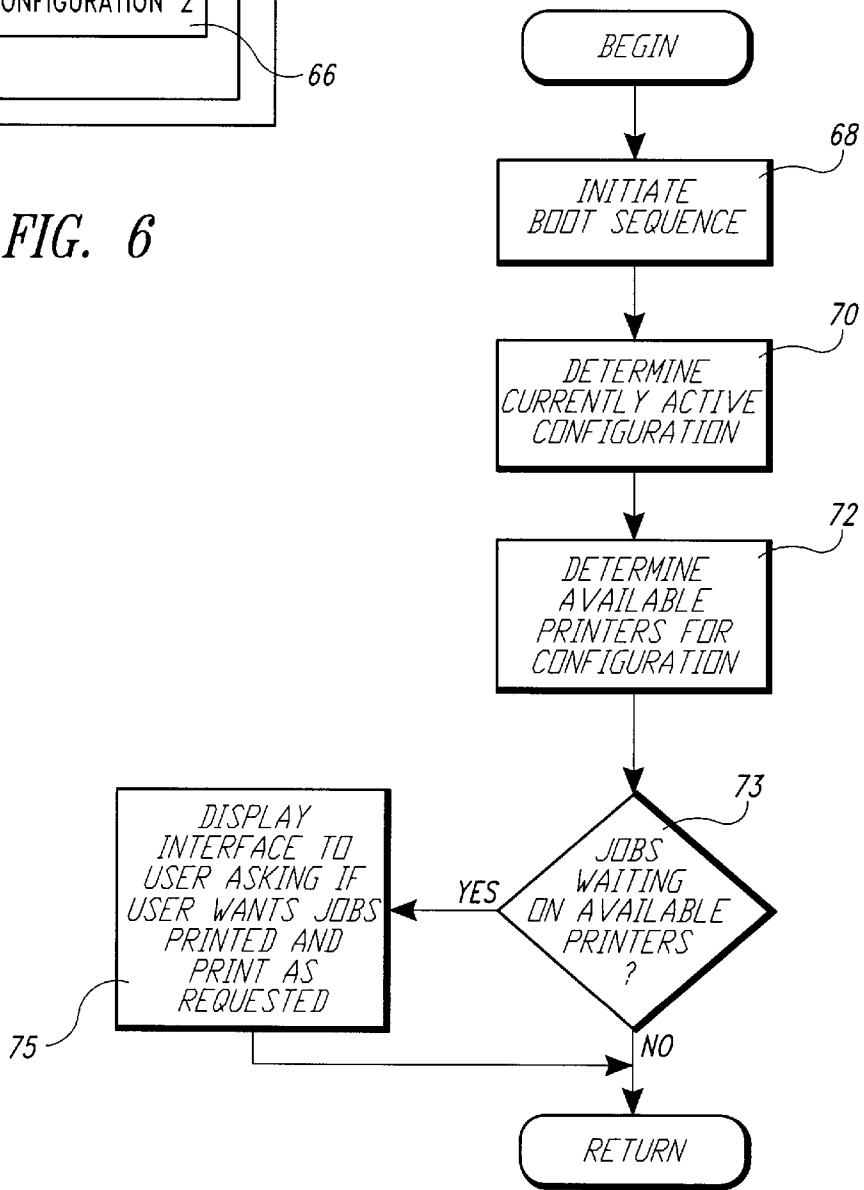 ONFIGURATION 2
66
FIG. 6
BEGIN
68
INITIATE
BOOT SEQUENCE
70
DETERMINE
CURRENTLY ACTIVE
CONFIGURATION
72
DETERMINE
AVAILABLE
PRINTERS FOR
CONFIGURATION
73
JOBS
WAITING
ON AVAILABLE
PRINTERS
?
YES
DISPLAY
INTERFACE TO
USER ASKING IF
USER WANTS JOBS
PRINTED AND
PRINT AS
REQUESTED
75
NO
RETURN